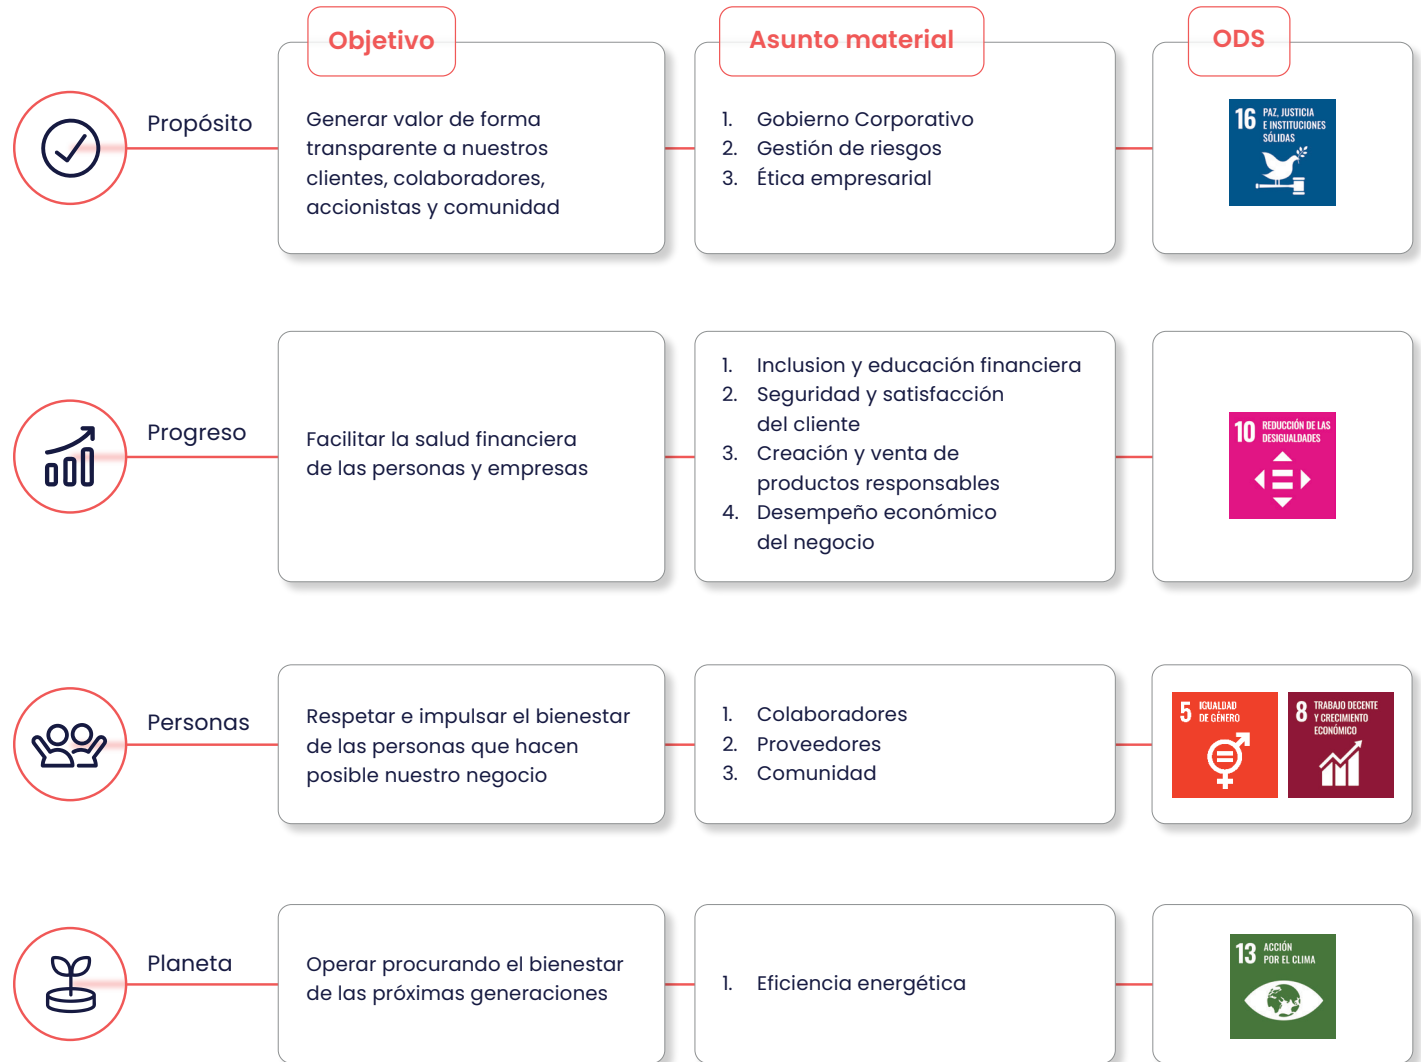 Objetivo
Asunto material
ODS
Propósito
Generar valor de forma
transparente a nuestros
clientes, colaboradores,
accionistas y comunidad
1. Gobierno Corporativo
2. Gestión de riesgos
3. Ética empresarial
16 PAZ, JUSTICIA
E INSTITUCIONES
SÓLIDAS
Progreso
Facilitar la salud financiera
de las personas y empresas
1. Inclusion y educación financiera
2. Seguridad y satisfacción
del cliente
3. Creación y venta de
productos responsables
4. Desempeño económico
del negocio
10 REDUCCIÓN DE LAS
DESIGUALDADES
Personas
Respetar e impulsar el bienestar
de las personas que hacen
posible nuestro negocio
1. Colaboradores
2. Proveedores
3. Comunidad
5 IGUALDAD
DE GÉNERO
8 TRABAJO DECENTE
Y CRECIMIENTO
ECONÓMICO
Planeta
Operar procurando el bienestar
de las próximas generaciones
1. Eficiencia energética
13 ACCIÓN
POR EL CLIMA